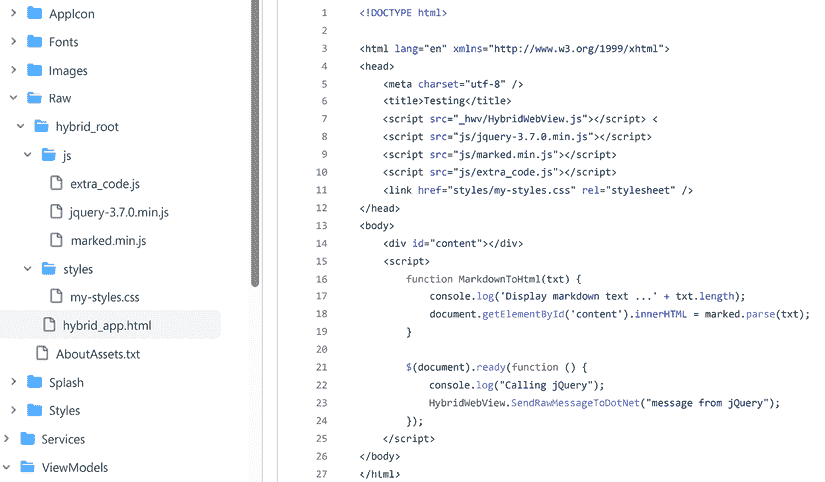 AppIcon
Fonts
Images
Raw
hybrid_root
js
extra_code.js
jquery-3.7.0.min.js
marked.min.js
styles
my-styles.css
hybrid_app.html
AboutAssets.txt
Splash
Styles
Services
ViewModels
1 <!DOCTYPE html>
2
3 <html lang="en" xmlns="http://www.w3.org/1999/xhtml">
4 <head>
5 <meta charset="utf-8" />
6 <title>Testing</title>
7 <script src="_hwv/HybridWebView.js"></script> <
8 <script src="js/jquery-3.7.0.min.js"></script>
9 <script src="js/marked.min.js"></script>
10 <script src="js/extra_code.js"></script>
11 <link href="styles/my-styles.css" rel="stylesheet" />
12 </head>
13 <body>
14 <div id="content"></div>
15 <script>
16 function MarkdownToHtml(txt) {
17 console.log('Display markdown text ...' + txt.length);
18 document.getElementById('content').innerHTML = marked.parse(txt);
19 }
20
21 $(document).ready(function () {
22 console.log("Calling jQuery");
23 HybridWebView.SendRawMessageToDotNet("message from jQuery");
24 });
25 </script>
26 </body>
27 </html>